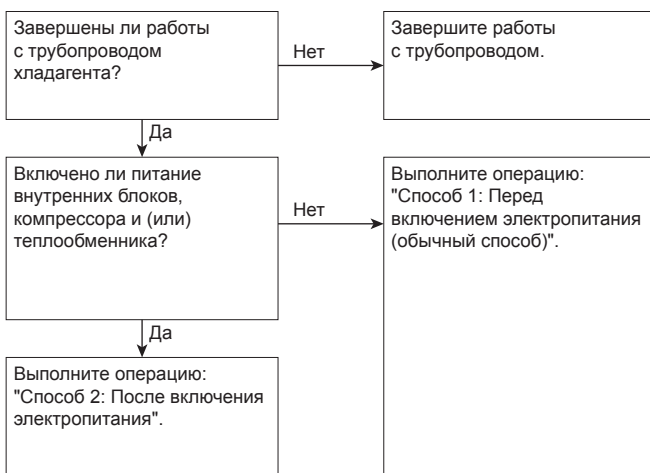 Завершены ли работы
с трубопроводом
хладагента?
Нет
Завершите работы
с трубопроводом.
Да
Включено ли питание
внутренних блоков,
компрессора и (или)
теплообменника?
Нет
Выполните операцию:
"Способ 1: Перед
включением электропитания
(обычный способ)".
Да
Выполните операцию:
"Способ 2: После включения
электропитания".